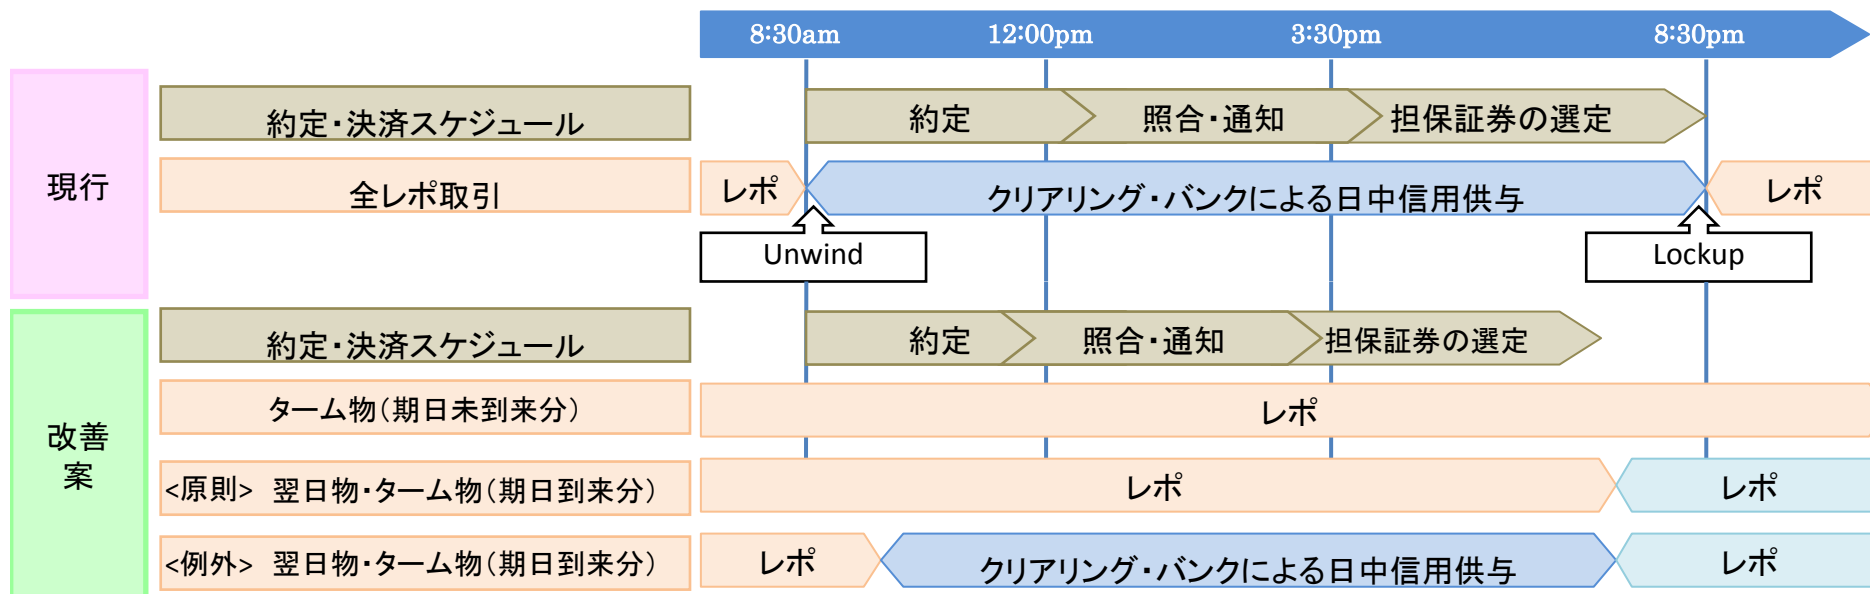 8:30am 12:00pm 3:30pm 8:30pm
現行
約定・決済スケジュール
約定 照合・通知 担保証券の選定
全レポ取引
レポ クリアリング・バンクによる日中信用供与 レポ
Unwind Lockup
改善
案
約定・決済スケジュール
約定 照合・通知 担保証券の選定
ターム物(期日未到来分)
レポ
<原則> 翌日物・ターム物(期日到来分)
レポ レポ
<例外> 翌日物・ターム物(期日到来分)
レポ クリアリング・バンクによる日中信用供与 レポ